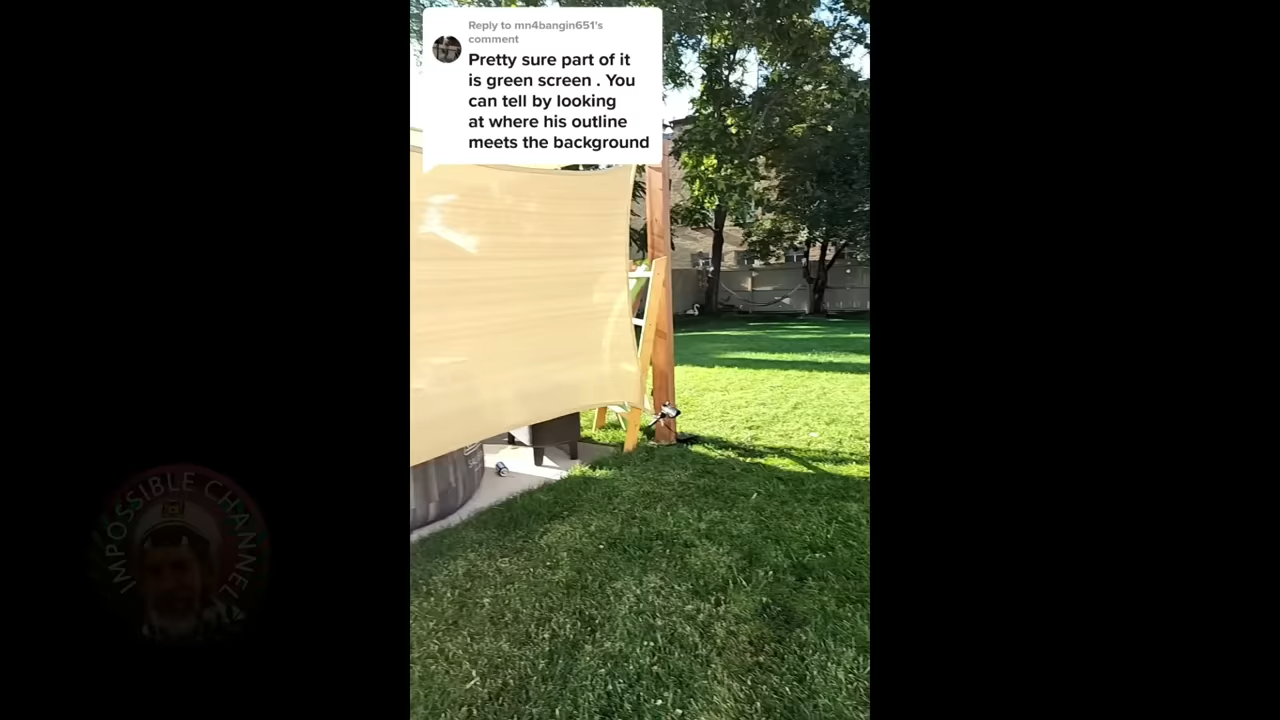 Reply to mn4bangin651's
comment
Pretty sure part of it
is green screen . You
can tell by looking
at where his outline
meets the background
IMPOSSIBLE CHANNEL